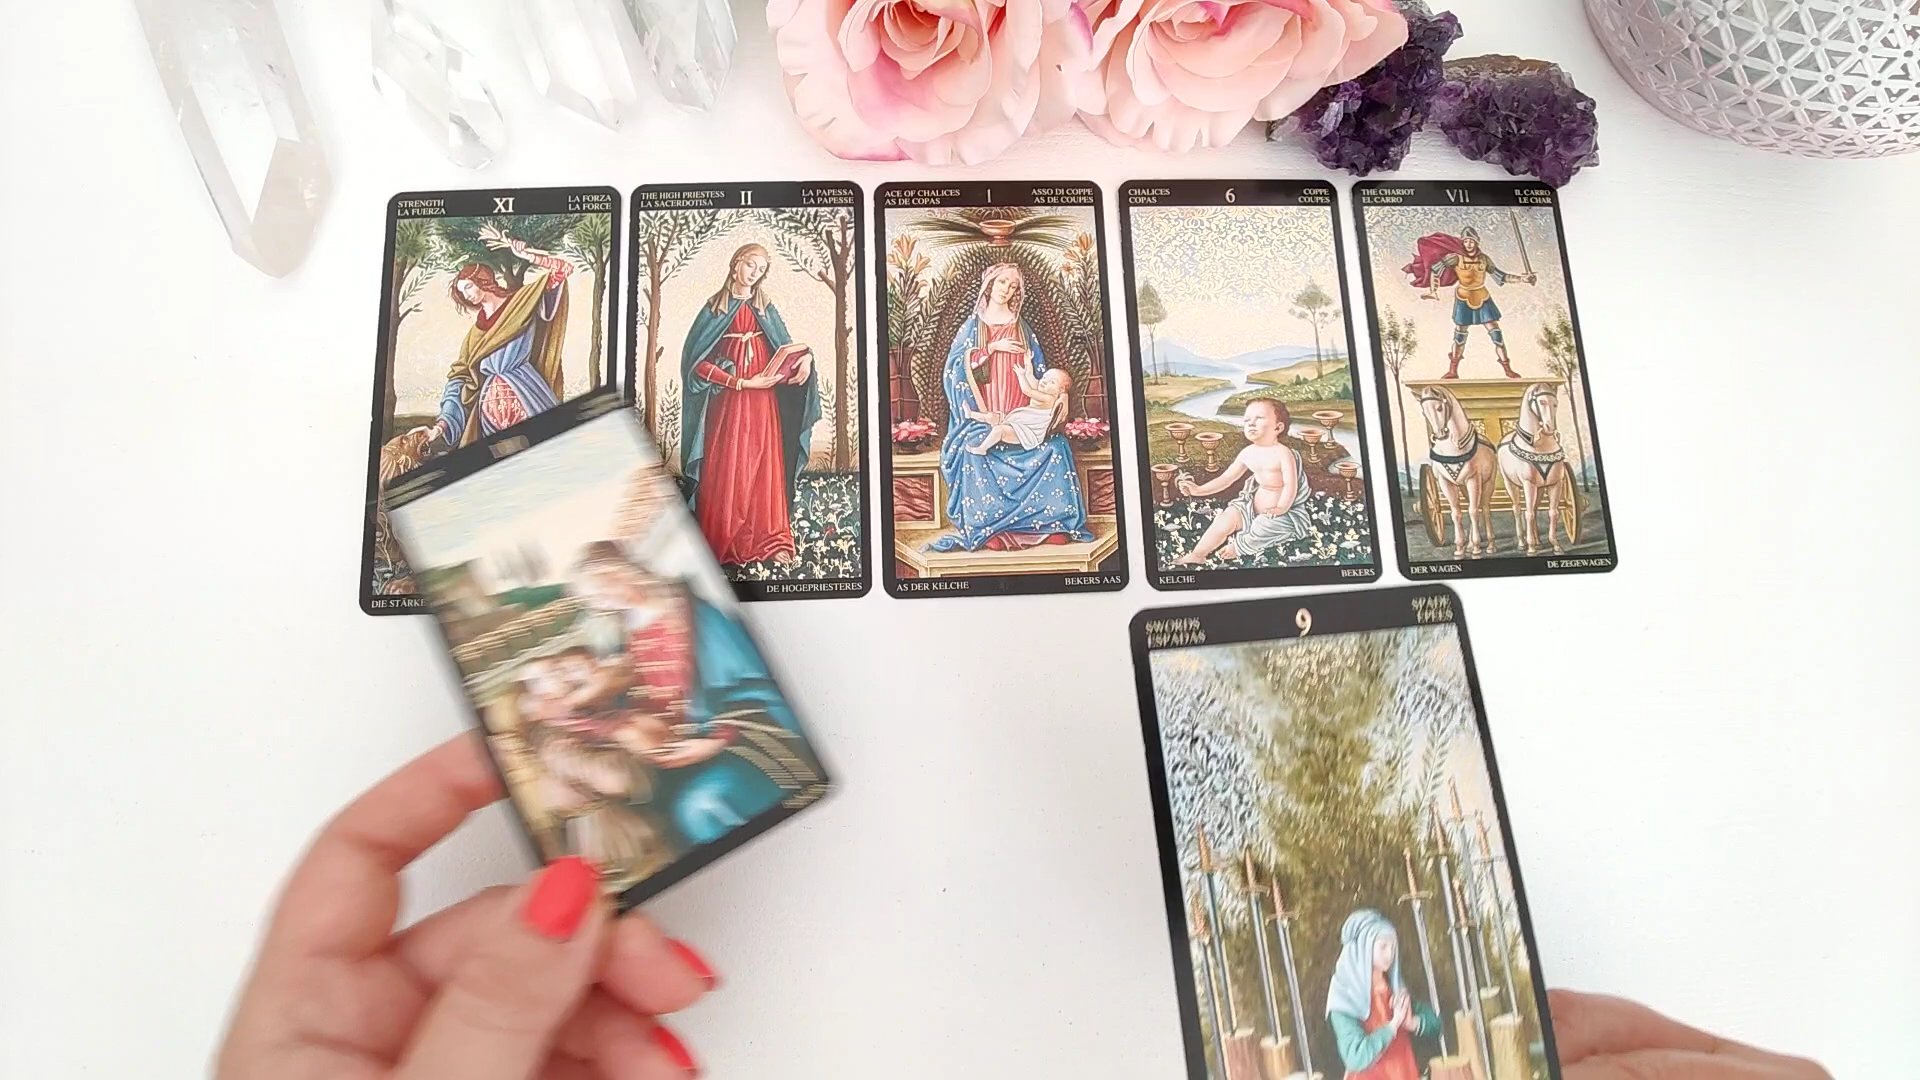 STRENGTH
LA FUERZA
XI
LA FORZA
LA FORCE
DIE STÄRKE
THE HIGH PRIESTESS
LA SACERDOTISA
II
LA PAPESSA
LA PAPESSE
DE HOGEPRIESTERES
ACE OF CHALICES
AS DE COPAS
I
ASSO DI COPPE
AS DE COUPES
AS DER KELCHE
BEKERS AAS
CHALICES
COPAS
6
COPPE
COUPES
KELCHE
BEKERS
THE CHARIOT
EL CARRO
VII
IL CARRO
LE CHAR
DER WAGEN
DE ZEGEWAGEN
SWORDS
ESPADAS
9
SPADE
EPEES